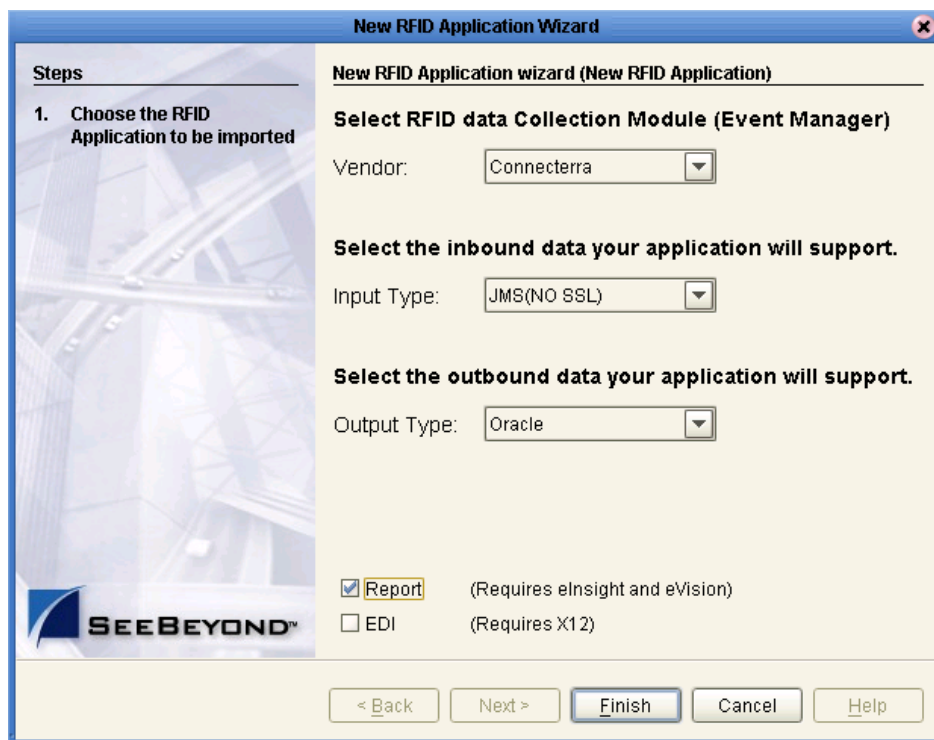 New RFID Application Wizard
Steps
1. Choose the RFID
Application to be imported
New RFID Application wizard (New RFID Application)
Select RFID data Collection Module (Event Manager)
Vendor: Connecterra
Select the inbound data your application will support.
Input Type: JMS(NO SSL)
Select the outbound data your application will support.
Output Type: Oracle
Report (Requires eInsight and eVision)
EDI (Requires X12)
SEEBEYOND™
< Back Next > Finish Cancel Help